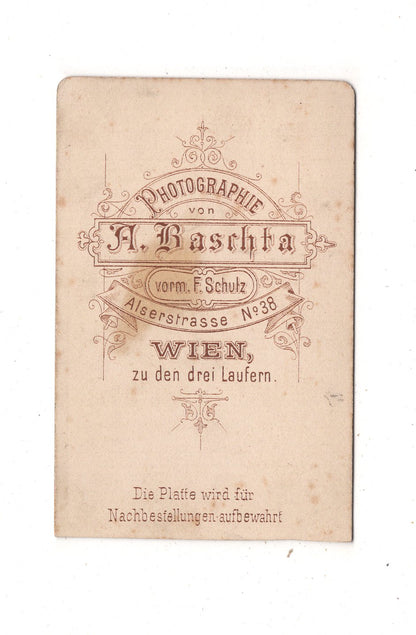 PHOTOGRAPHIE
von
A. Baschta
vorm. F. Schulz
Alserstrasse No 38
WIEN,
zu den drei Laufern.
Die Platte wird für
Nachbestellungen aufbewahrt